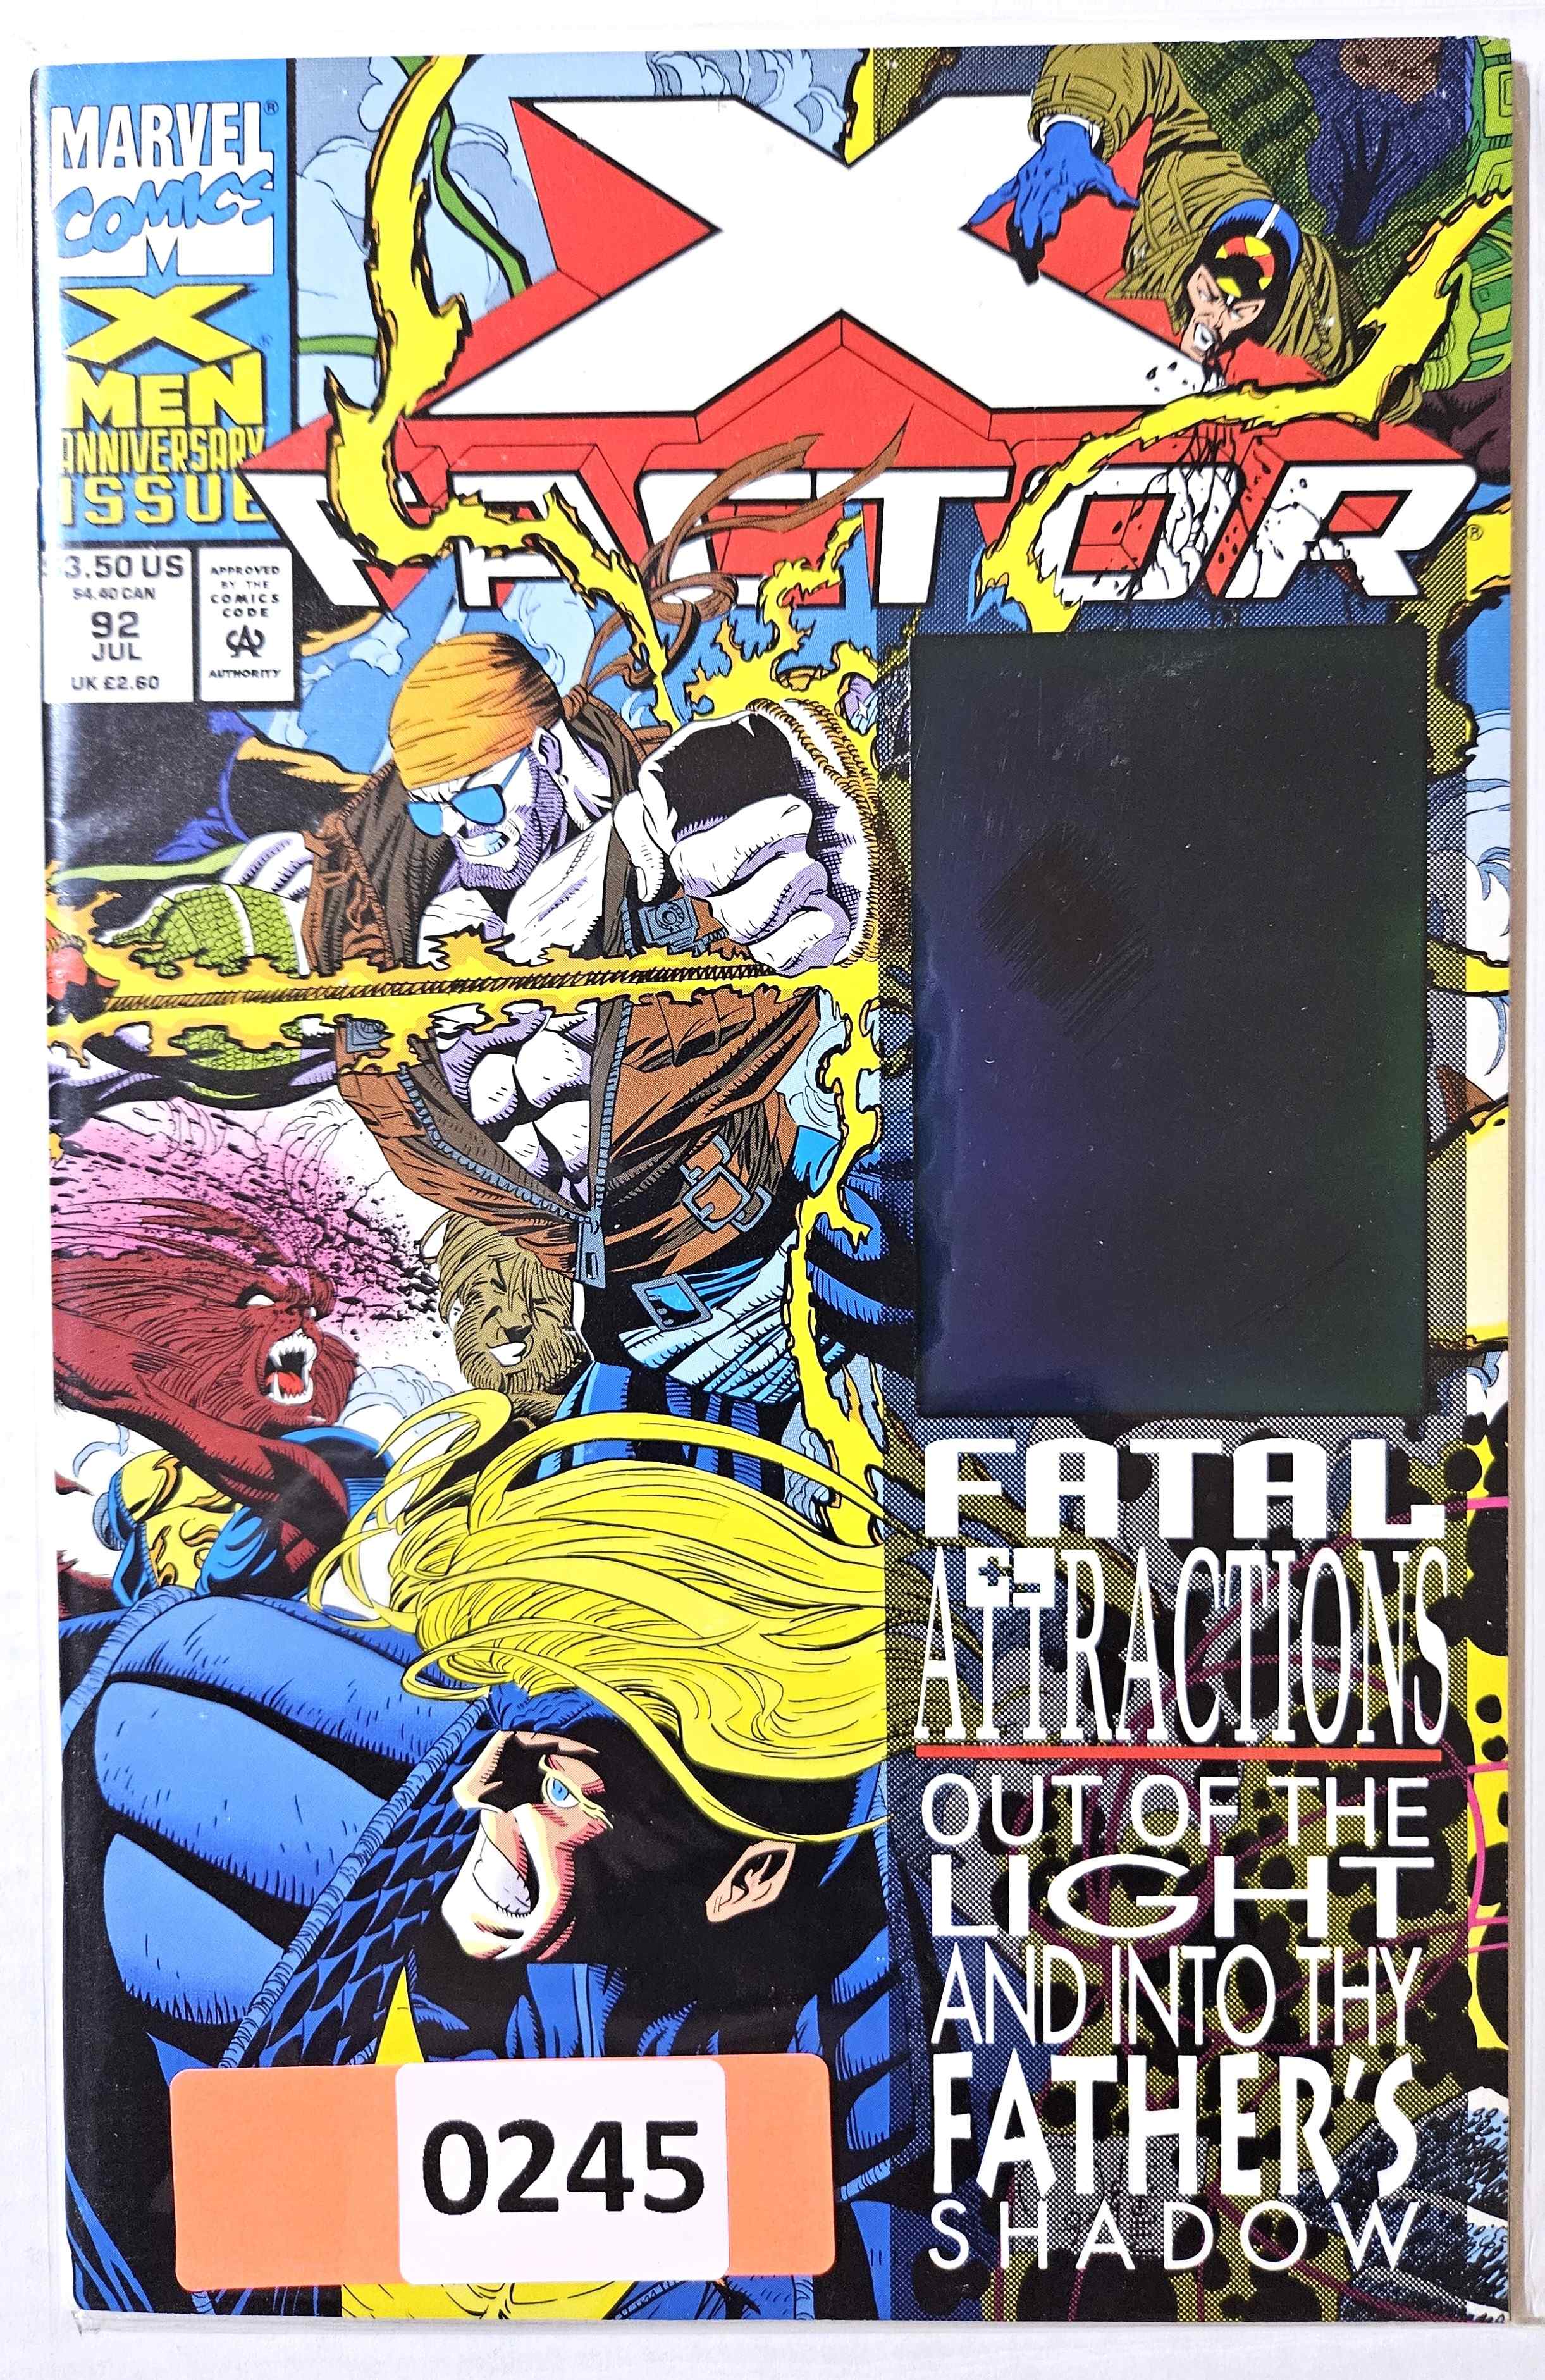 MARVEL®
COMICS
M
X®
MEN
ANNIVERSARY
ISSUE
$3.50 US
$4.40 CAN
92
JUL
UK £2.60
APPROVED
BY THE
COMICS
CODE
CA
AUTHORITY
X
FACTOR®
FATAL
ATTRACTIONS
OUT OF THE
LIGHT
AND INTO THY
FATHER'S
SHADOW
0245